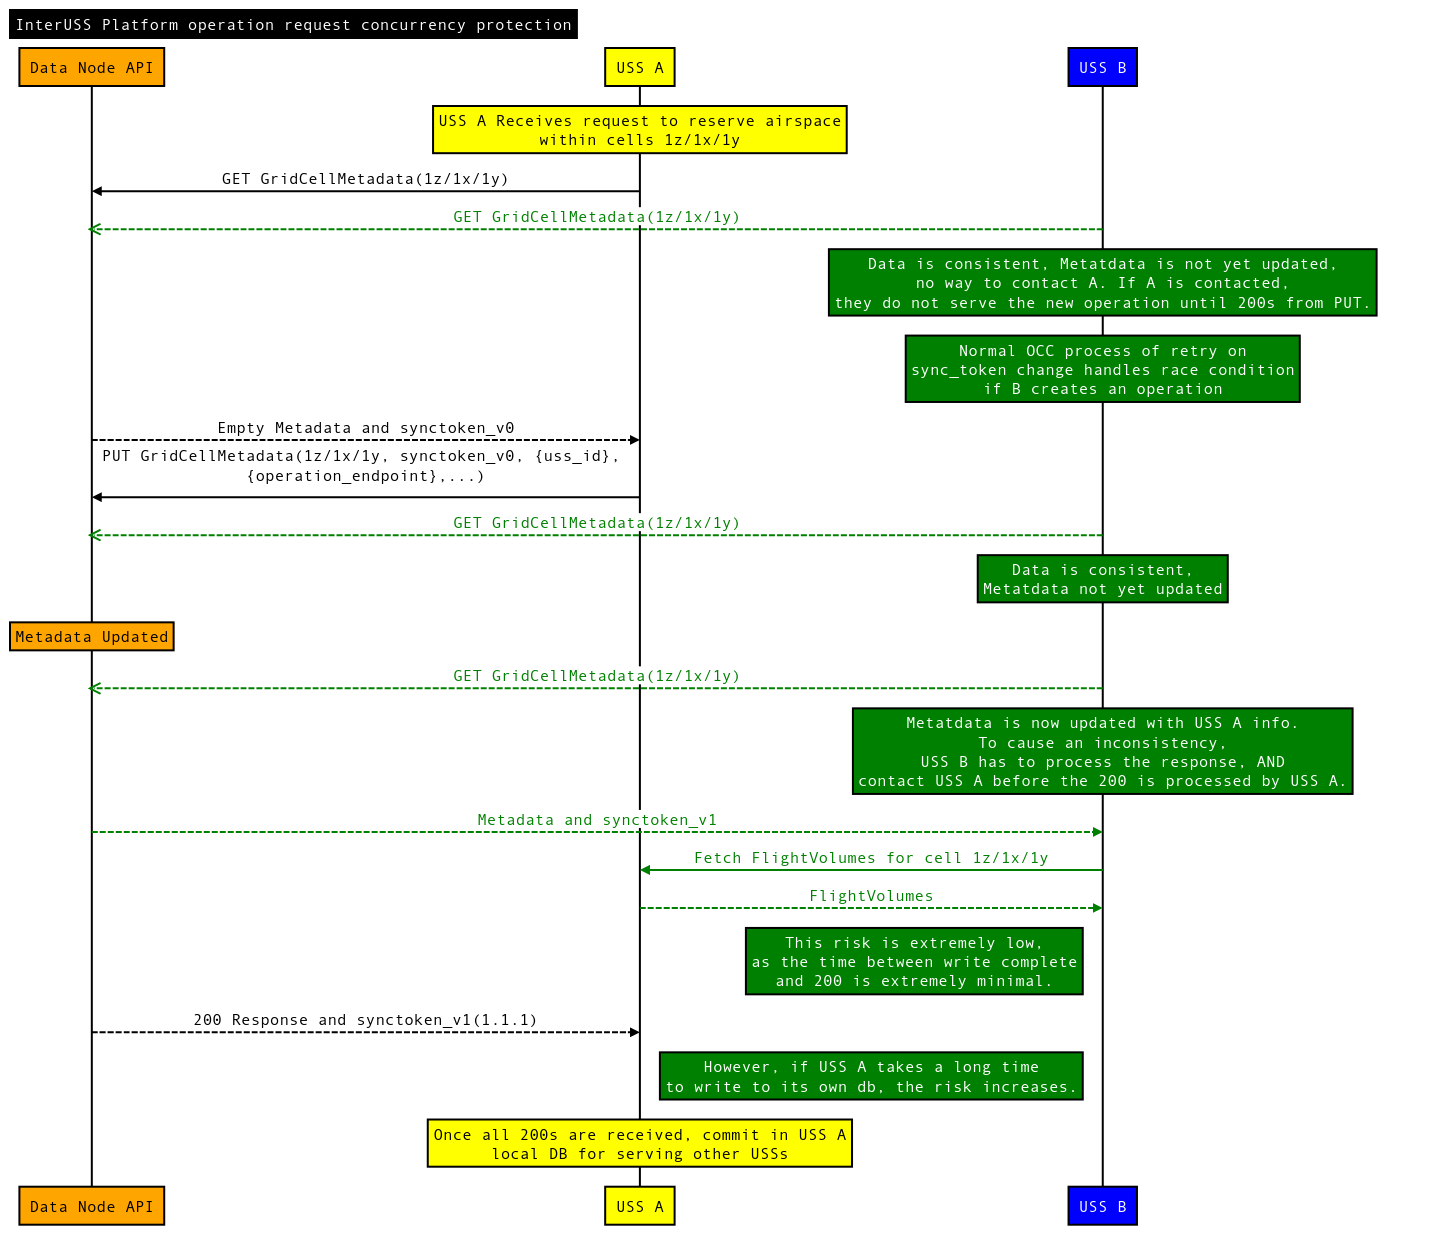 InterUSS Platform operation request concurrency protection
Data Node API
USS A
USS B
USS A Receives request to reserve airspace
within cells 1z/1x/1y
GET GridCellMetadata(1z/1x/1y)
GET GridCellMetadata(1z/1x/1y)
Data is consistent, Metatdata is not yet updated,
no way to contact A. If A is contacted,
they do not serve the new operation until 200s from PUT.
Normal OCC process of retry on
sync_token change handles race condition
if B creates an operation
Empty Metadata and synctoken_v0
PUT GridCellMetadata(1z/1x/1y, synctoken_v0, {uss_id},
{operation_endpoint},...)
GET GridCellMetadata(1z/1x/1y)
Data is consistent,
Metatdata not yet updated
Metadata Updated
GET GridCellMetadata(1z/1x/1y)
Metatdata is now updated with USS A info.
To cause an inconsistency,
USS B has to process the response, AND
contact USS A before the 200 is processed by USS A.
Metadata and synctoken_v1
Fetch FlightVolumes for cell 1z/1x/1y
FlightVolumes
This risk is extremely low,
as the time between write complete
and 200 is extremely minimal.
200 Response and synctoken_v1(1.1.1)
However, if USS A takes a long time
to write to its own db, the risk increases.
Once all 200s are received, commit in USS A
local DB for serving other USSs
Data Node API
USS A
USS B